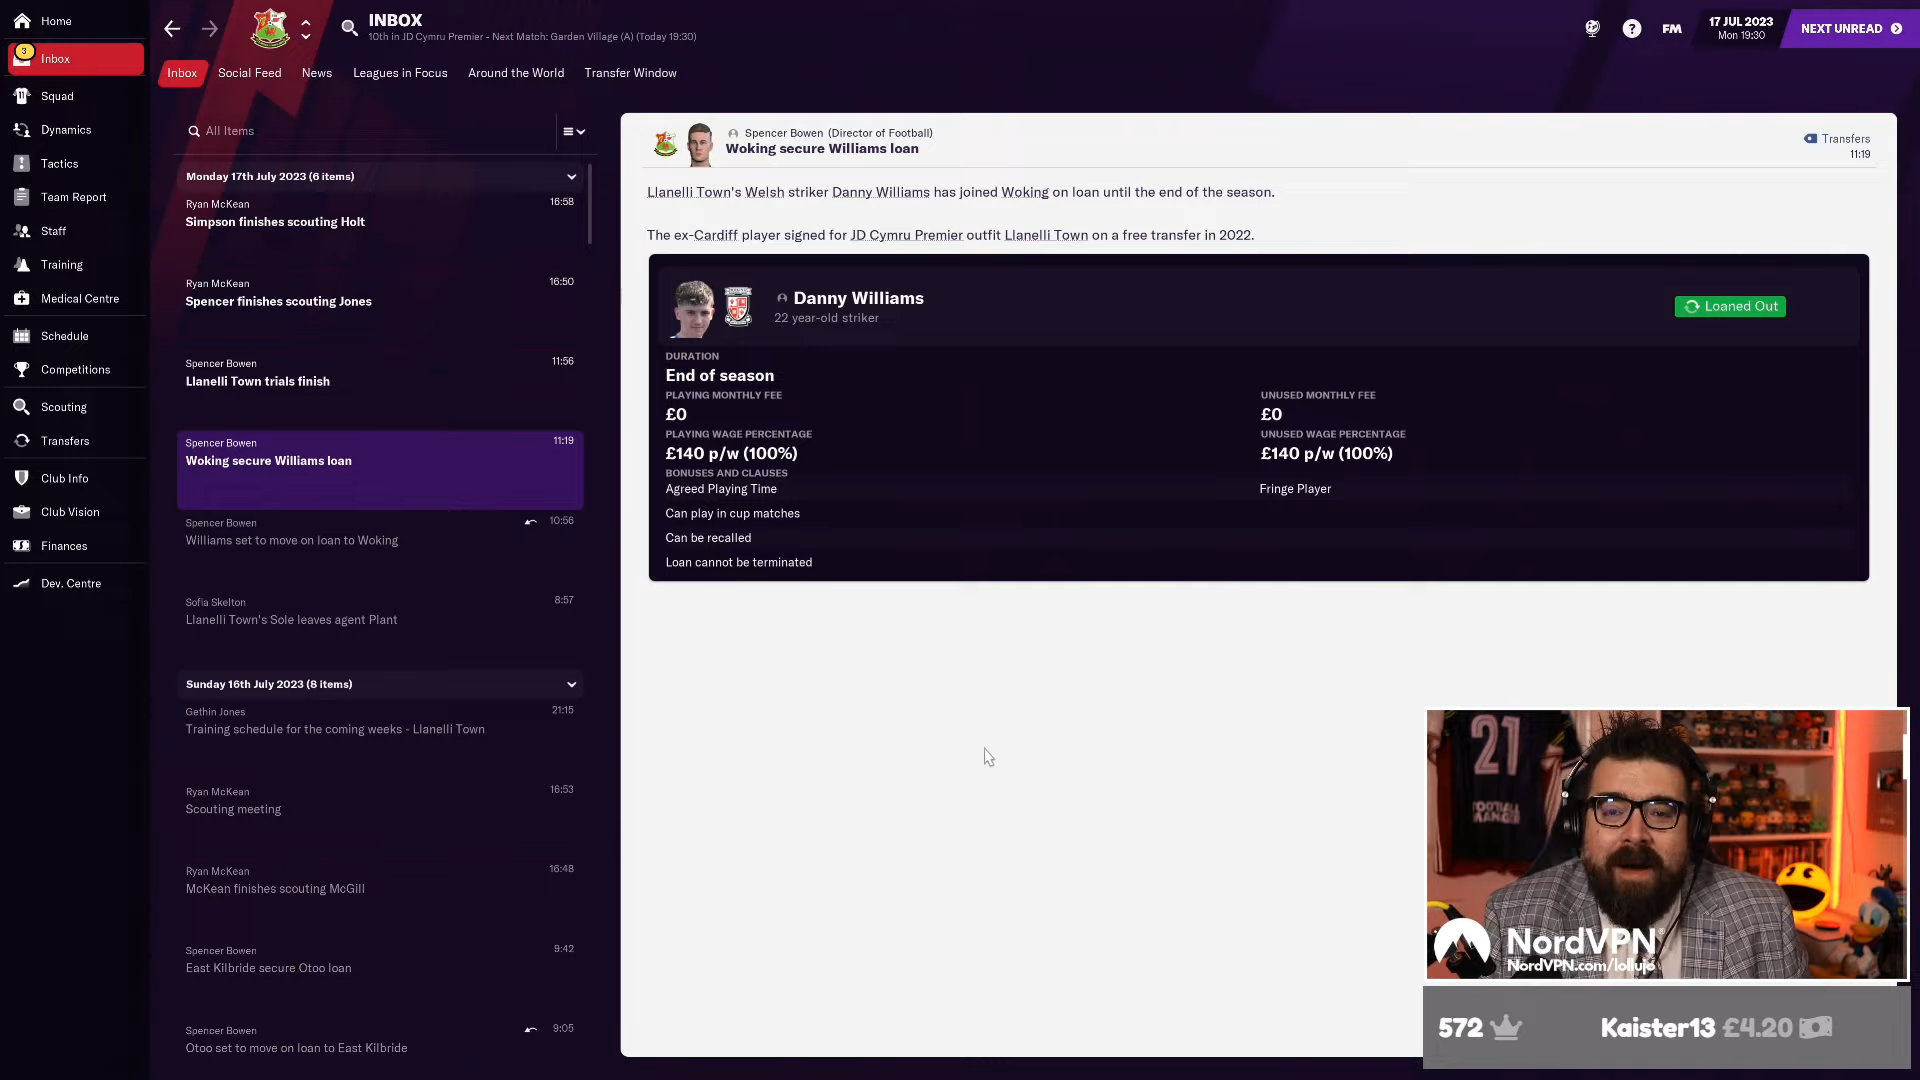 Home
3
Inbox
Squad
Dynamics
Tactics
Team Report
Staff
Training
Medical Centre
Schedule
Competitions
Scouting
Transfers
Club Info
Club Vision
Finances
Dev. Centre
INBOX
10th in JD Cymru Premier - Next Match: Garden Village (A) (Today 19:30)
?
FM
17 JUL 2023
Mon 19:30
NEXT UNREAD
Inbox
Social Feed
News
Leagues in Focus
Around the World
Transfer Window
All Items
Monday 17th July 2023 (6 items)
Ryan McKean 16:58
Simpson finishes scouting Holt
Ryan McKean 16:50
Spencer finishes scouting Jones
Spencer Bowen 11:56
Llanelli Town trials finish
Spencer Bowen 11:19
Woking secure Williams loan
Spencer Bowen 10:56
Williams set to move on loan to Woking
Sofia Skelton 8:57
Llanelli Town's Sole leaves agent Plant
Sunday 16th July 2023 (8 items)
Gethin Jones 21:15
Training schedule for the coming weeks - Llanelli Town
Ryan McKean 16:53
Scouting meeting
Ryan McKean 16:48
McKean finishes scouting McGill
Spencer Bowen 9:42
East Kilbride secure Otoo loan
Spencer Bowen 9:05
Otoo set to move on loan to East Kilbride
Spencer Bowen (Director of Football)
Woking secure Williams loan
Transfers
11:19
Llanelli Town's Welsh striker Danny Williams has joined Woking on loan until the end of the season.
The ex-Cardiff player signed for JD Cymru Premier outfit Llanelli Town on a free transfer in 2022.
Danny Williams
22 year-old striker
Loaned Out
DURATION
End of season
PLAYING MONTHLY FEE UNUSED MONTHLY FEE
£0 £0
PLAYING WAGE PERCENTAGE UNUSED WAGE PERCENTAGE
£140 p/w (100%) £140 p/w (100%)
BONUSES AND CLAUSES
Agreed Playing Time Fringe Player
Can play in cup matches
Can be recalled
Loan cannot be terminated
21
FOOTBALL
MANAGER
NordVPN®
NordVPN.com/lollujo
572 Kaister13 £4.20